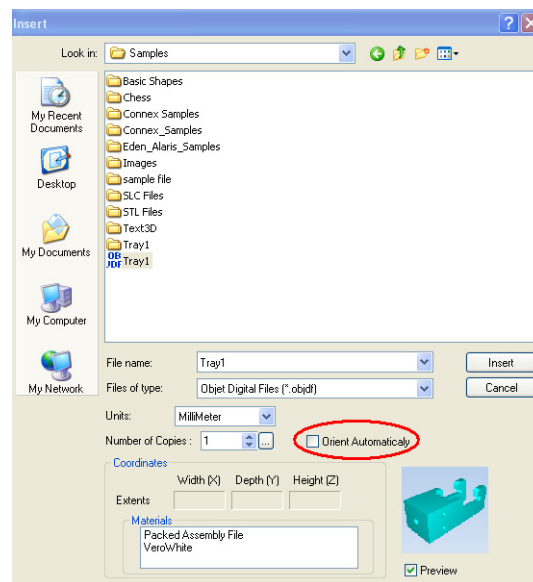 Insert
Look in: Samples
My Recent
Documents
Desktop
My Documents
My Computer
My Network
Basic Shapes
Chess
Connex Samples
Connex_Samples
Eden_Alaris_Samples
Images
sample file
SLC Files
STL Files
Text3D
Tray1
OB
JDF Tray1
File name: Tray1 Insert
Files of type: Objet Digital Files (*.objdf) Cancel
Units: MilliMeter
Number of Copies : 1 ... Orient Automaticaly
Coordinates
Width (X) Depth (Y) Height (Z)
Extents
Materials
Packed Assembly File
VeroWhite
Preview